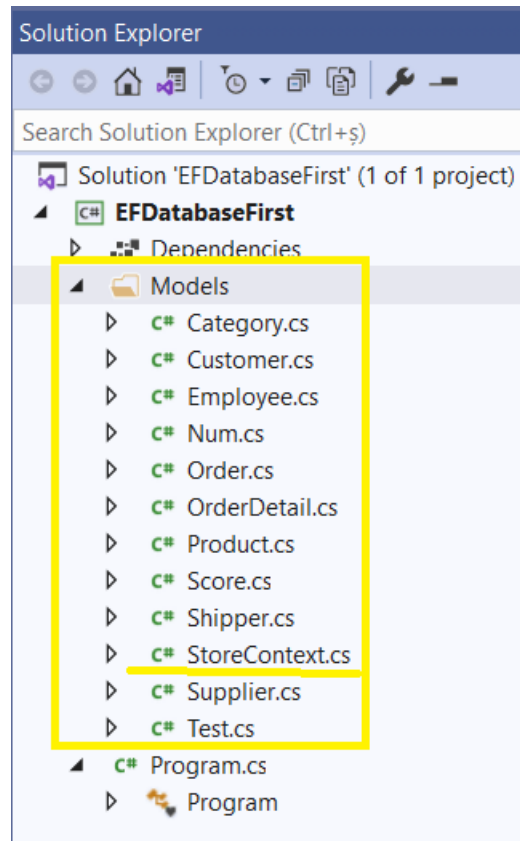 Solution Explorer
Search Solution Explorer (Ctrl+ș)
Solution 'EFDatabaseFirst' (1 of 1 project)
C# EFDatabaseFirst
Dependencies
Models
C# Category.cs
C# Customer.cs
C# Employee.cs
C# Num.cs
C# Order.cs
C# OrderDetail.cs
C# Product.cs
C# Score.cs
C# Shipper.cs
C# StoreContext.cs
C# Supplier.cs
C# Test.cs
C# Program.cs
Program